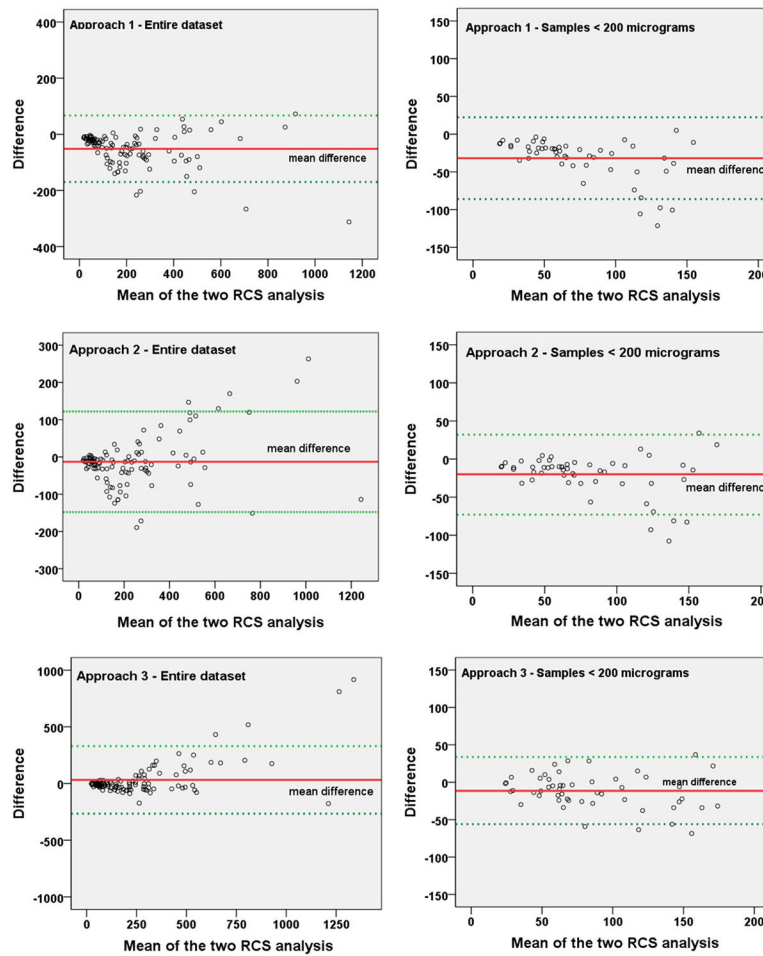 Approach 1 - Entire dataset
400
200
0
-200
-400
Difference
mean difference
0 200 400 600 800 1000 1200
Mean of the two RCS analysis
Approach 1 - Samples < 200 micrograms
150
100
50
0
-50
-100
-150
Difference
mean difference
0 50 100 150 200
Mean of the two RCS analysis
Approach 2 - Entire dataset
300
200
100
0
-100
-200
-300
Difference
mean difference
0 200 400 600 800 1000 1200
Mean of the two RCS analysis
Approach 2 - Samples < 200 micrograms
150
100
50
0
-50
-100
-150
Difference
mean difference
0 50 100 150 200
Mean of the two RCS analysis
Approach 3 - Entire dataset
1000
500
0
-500
-1000
Difference
mean difference
0 250 500 750 1000 1250
Mean of the two RCS analysis
Approach 3 - Samples < 200 micrograms
150
100
50
0
-50
-100
-150
Difference
mean difference
0 50 100 150 200
Mean of the two RCS analysis